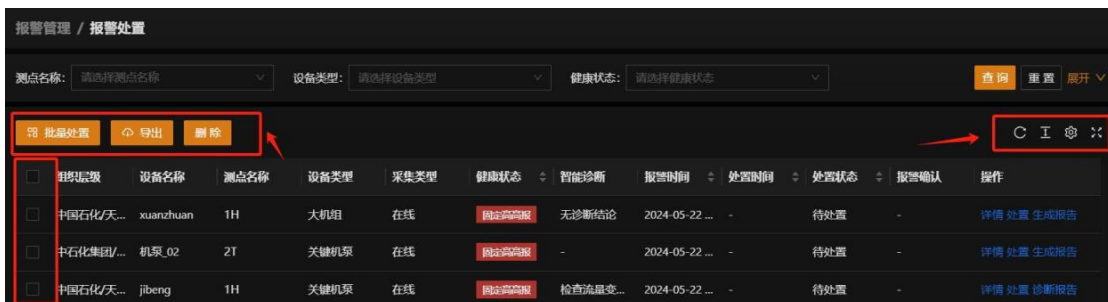 报警管理 / 报警处置
测点名称: 请选择测点名称 设备类型: 请选择设备类型 健康状态: 请选择健康状态 查询 重置 展开
批量处置 导出 删除
组织层级 设备名称 测点名称 设备类型 采集类型 健康状态 智能诊断 报警时间 处置时间 处置状态 报警确认 操作
中国石化/天... xuanzhuan 1H 大机组 在线 固定高高报 无诊断结论 2024-05-22 ... - 待处置 - 详情 处置 生成报告
中石化集团/... 机泵_02 2T 关键机泵 在线 固定高高报 - 2024-05-22 ... - 待处置 - 详情 处置 生成报告
中国石化/天... jibeng 1H 关键机泵 在线 固定高高报 检查流量变... 2024-05-22 ... - 待处置 - 详情 处置 诊断报告